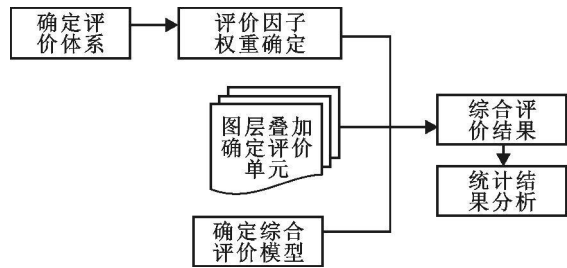 确定评
价体系
评价因子
权重确定
图层叠加
确定评价
单元
综合评
价结果
统计结
果分析
确定综合
评价模型